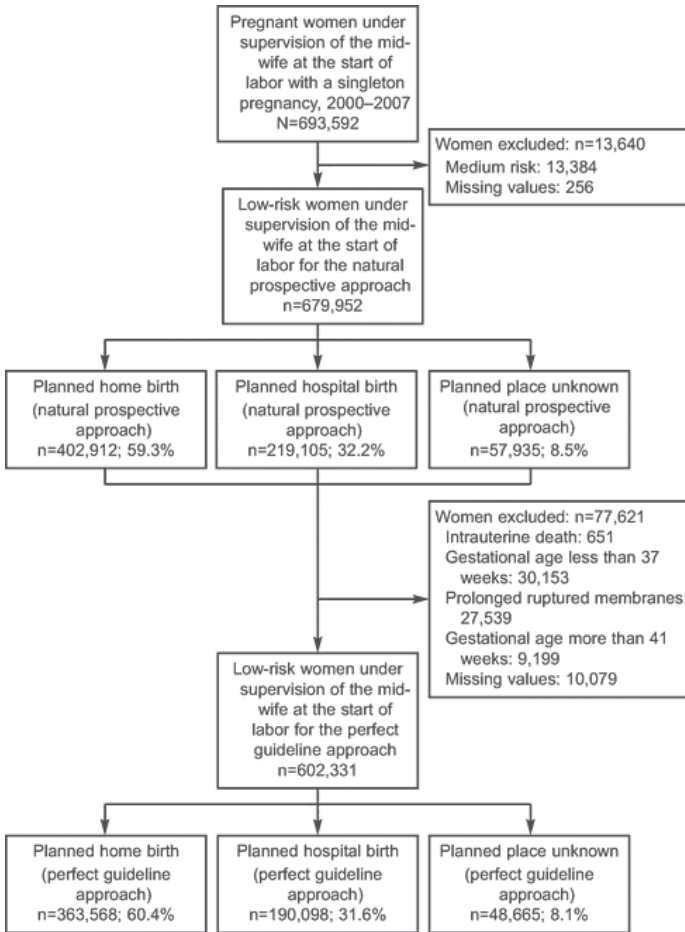 Pregnant women under
supervision of the mid-
wife at the start of
labor with a singleton
pregnancy, 2000–2007
N=693,592
Women excluded: n=13,640
Medium risk: 13,384
Missing values: 256
Low-risk women under
supervision of the mid-
wife at the start of
labor for the natural
prospective approach
n=679,952
Planned home birth
(natural prospective
approach)
n=402,912; 59.3%
Planned hospital birth
(natural prospective
approach)
n=219,105; 32.2%
Planned place unknown
(natural prospective
approach)
n=57,935; 8.5%
Women excluded: n=77,621
Intrauterine death: 651
Gestational age less than 37
weeks: 30,153
Prolonged ruptured membranes:
27,539
Gestational age more than 41
weeks: 9,199
Missing values: 10,079
Low-risk women under
supervision of the mid-
wife at the start of
labor for the perfect
guideline approach
n=602,331
Planned home birth
(perfect guideline
approach)
n=363,568; 60.4%
Planned hospital birth
(perfect guideline
approach)
n=190,098; 31.6%
Planned place unknown
(perfect guideline
approach)
n=48,665; 8.1%